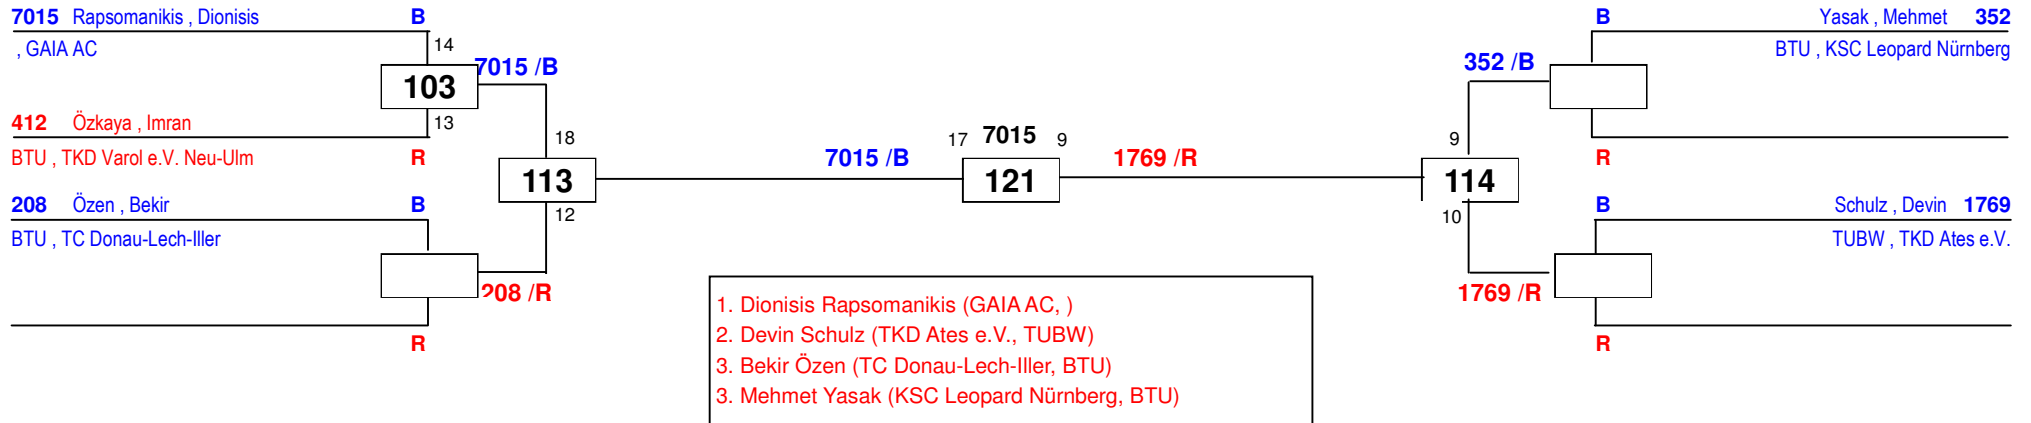 7015 Rapsomanikis , Dionisis B
, GAIA AC
14
103
7015 /B
412 Özkaya , Imran
13
BTU , TKD Varol e.V. Neu-Ulm R
18
113
12
208 Özen , Bekir B
BTU , TC Donau-Lech-Iller
208 /R
R
7015 /B
17 7015 9
121
1769 /R
B Yasak , Mehmet 352
BTU , KSC Leopard Nürnberg
352 /B
R
9
114
10
B Schulz , Devin 1769
TUBW , TKD Ates e.V.
1769 /R
R
1. Dionisis Rapsomanikis (GAIA AC, )
2. Devin Schulz (TKD Ates e.V., TUBW)
3. Bekir Özen (TC Donau-Lech-Iller, BTU)
3. Mehmet Yasak (KSC Leopard Nürnberg, BTU)